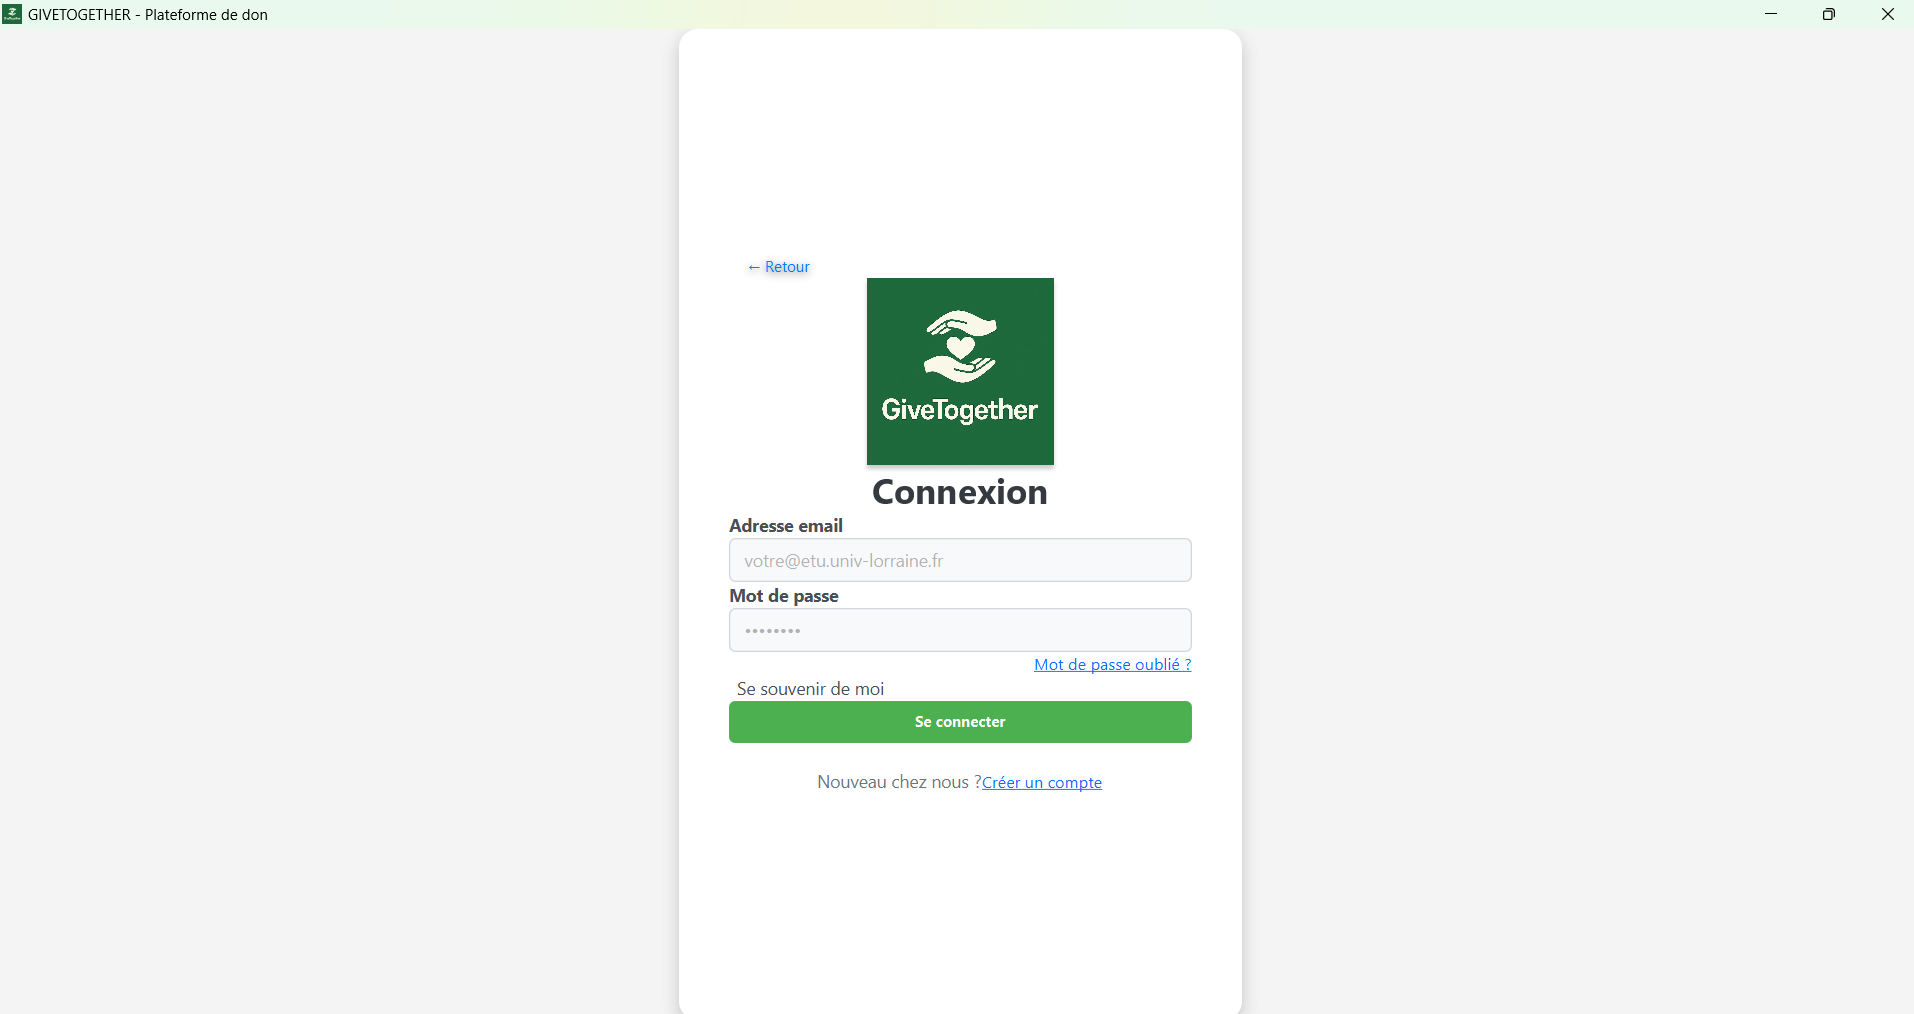 GIVETOGETHER - Plateforme de don
← Retour
GiveTogether
Connexion
Adresse email
votre@etu.univ-lorraine.fr
Mot de passe
••••••••
Mot de passe oublié ?
Se souvenir de moi
Se connecter
Nouveau chez nous ?Créer un compte